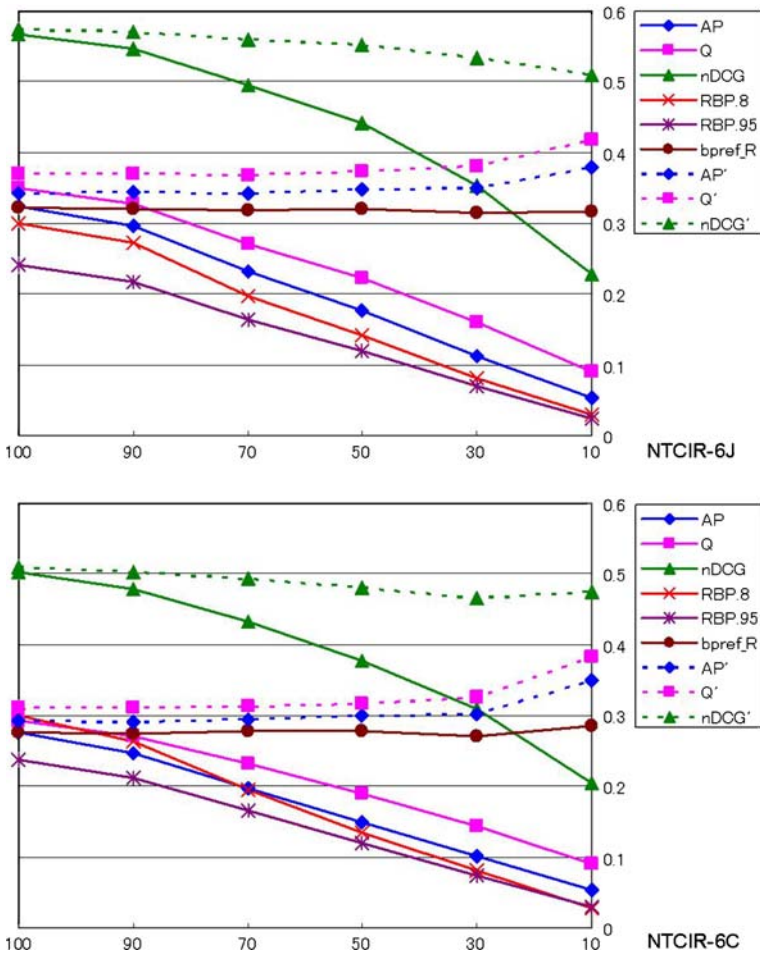 0.6
0.5
0.4
0.3
0.2
0.1
0
100 90 70 50 30 10
AP
Q
nDCG
RBP.8
RBP.95
bpref_R
AP´
Q´
nDCG´
NTCIR-6J
0.6
0.5
0.4
0.3
0.2
0.1
0
100 90 70 50 30 10
AP
Q
nDCG
RBP.8
RBP.95
bpref_R
AP´
Q´
nDCG´
NTCIR-6C